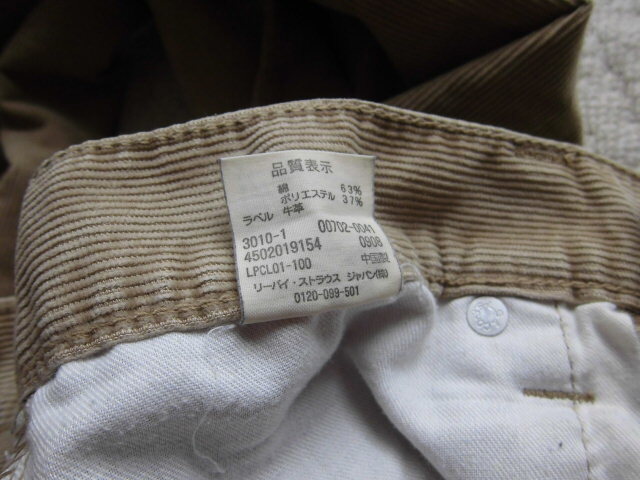 品質表示
綿 63%
ポリエステル 37%
ラベル 牛革
3010-1 00702-0041
4502019154 0908
LPCL01-100 中国製
リーバイ・ストラウス ジャパン(株)
0120-099-501